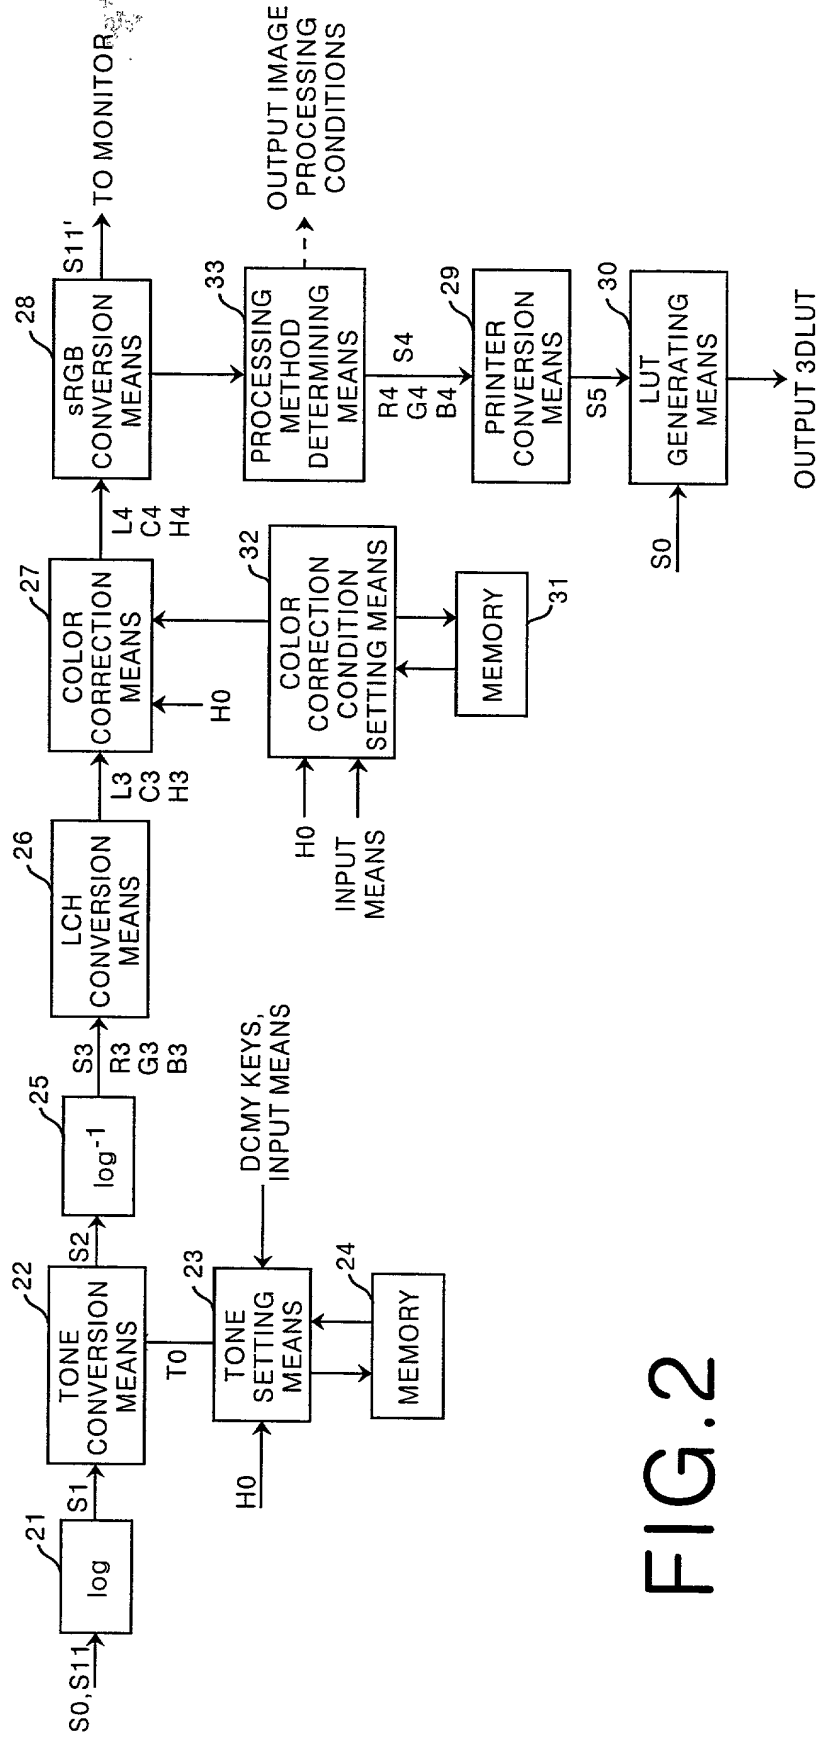 S0,S11
21
log
S1
22
TONE
CONVERSION
MEANS
S2
25
log-1
S3
R3
G3
B3
26
LCH
CONVERSION
MEANS
L3
C3
H3
27
COLOR
CORRECTION
MEANS
L4
C4
H4
28
sRGB
CONVERSION
MEANS
S11'
TO MONITOR
T0
H0
23
TONE
SETTING
MEANS
DCMY KEYS,
INPUT MEANS
24
MEMORY
H0
H0
INPUT
MEANS
32
COLOR
CORRECTION
CONDITION
SETTING MEANS
MEMORY
31
33
PROCESSING
METHOD
DETERMINING
MEANS
OUTPUT IMAGE
PROCESSING
CONDITIONS
R4
G4
B4
S4
29
PRINTER
CONVERSION
MEANS
S5
S0
30
LUT
GENERATING
MEANS
OUTPUT 3DLUT
FIG.2